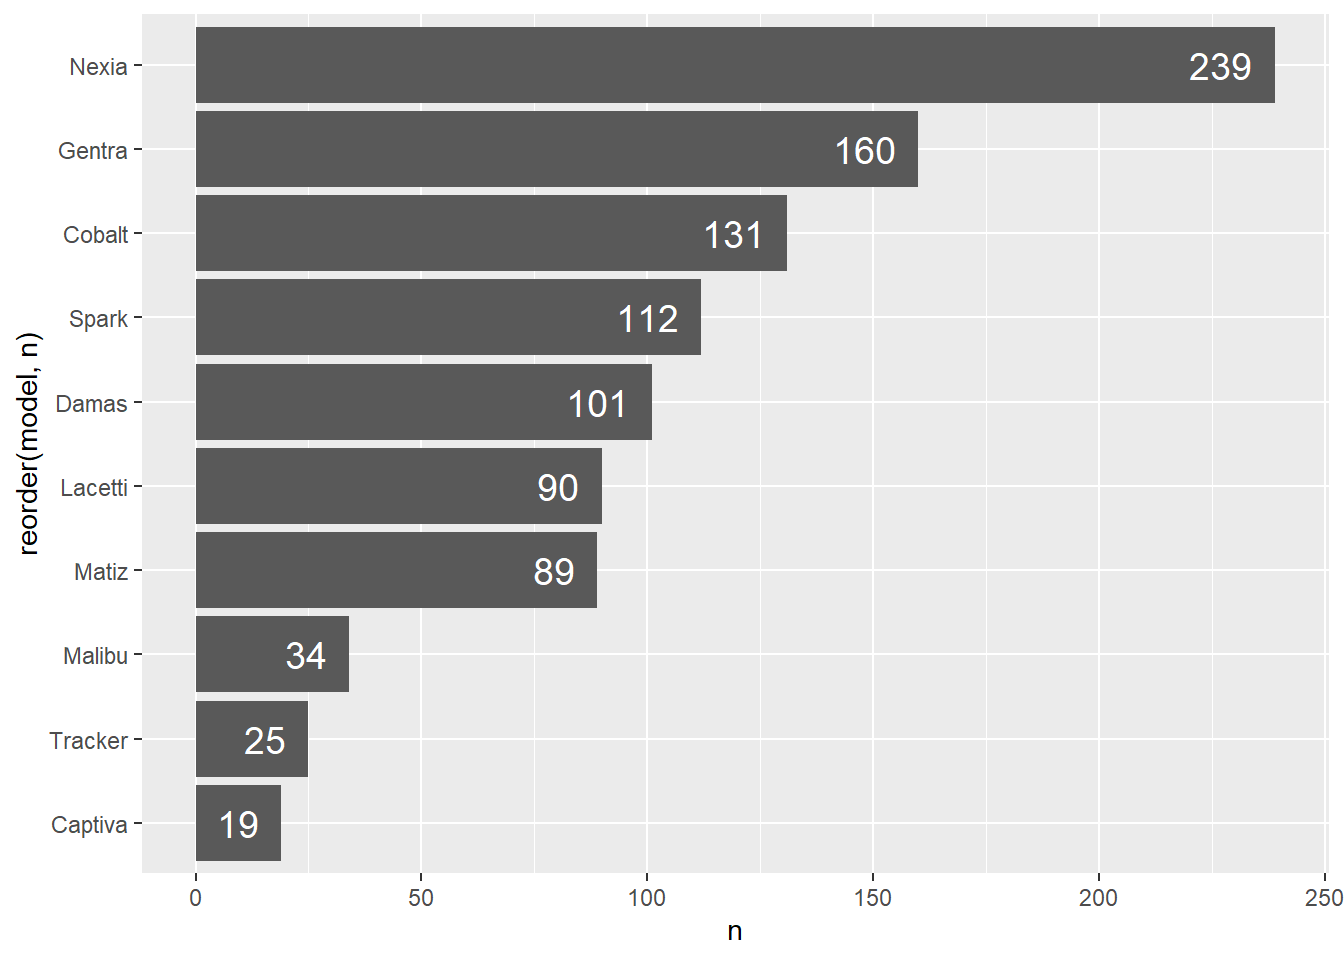 reorder(model, n)
Nexia 239
Gentra 160
Cobalt 131
Spark 112
Damas 101
Lacetti 90
Matiz 89
Malibu 34
Tracker 25
Captiva 19
0 50 100 150 200 250
n